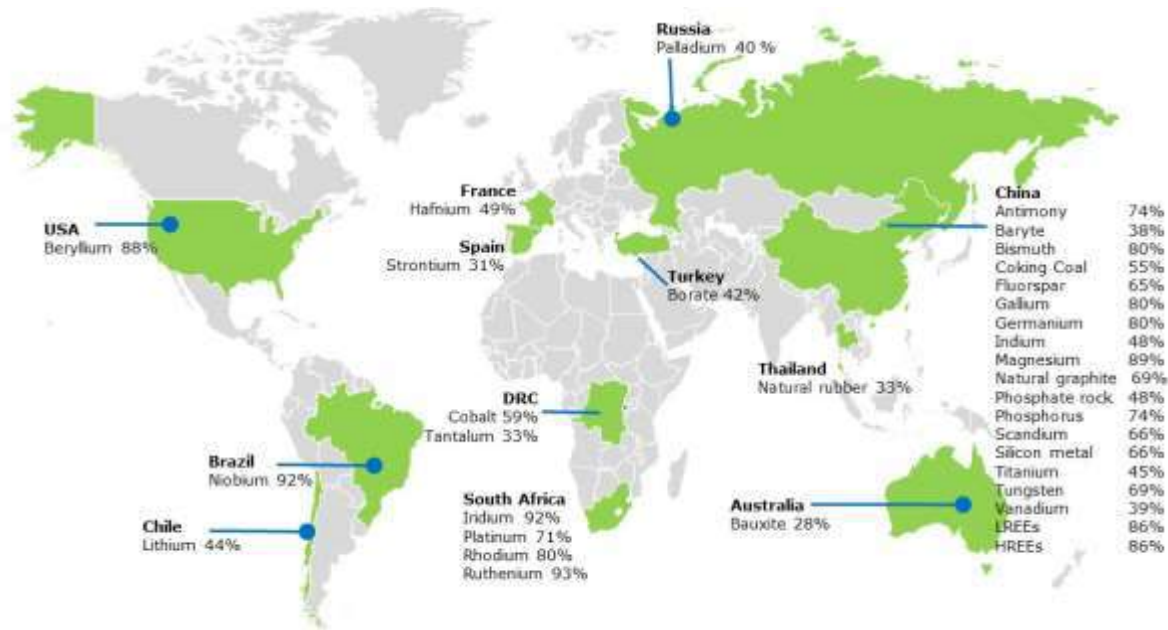 Russia
Palladium 40 %
France
Hafnium 49%
USA
Beryllium 88%
Spain
Strontium 31%
Turkey
Borate 42%
China
Antimony 74%
Baryte 38%
Bismuth 80%
Coking Coal 55%
Fluorspar 65%
Gallium 80%
Germanium 80%
Indium 48%
Magnesium 89%
Natural graphite 69%
Phosphate rock 48%
Phosphorus 74%
Scandium 66%
Silicon metal 66%
Titanium 45%
Tungsten 69%
Vanadium 39%
LREEs 86%
HREEs 86%
Thailand
Natural rubber 33%
DRC
Cobalt 59%
Tantalum 33%
Brazil
Niobium 92%
South Africa
Iridium 92%
Platinum 71%
Rhodium 80%
Ruthenium 93%
Australia
Bauxite 28%
Chile
Lithium 44%